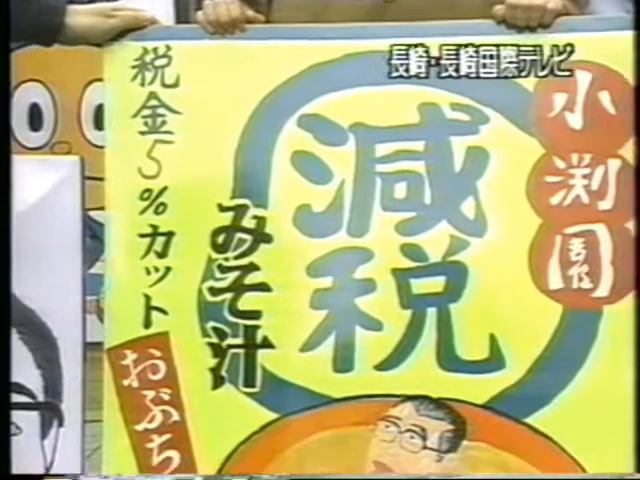 長崎・長崎国際テレビ
小渕園
税金5%カット
減税
みそ汁
おぶち